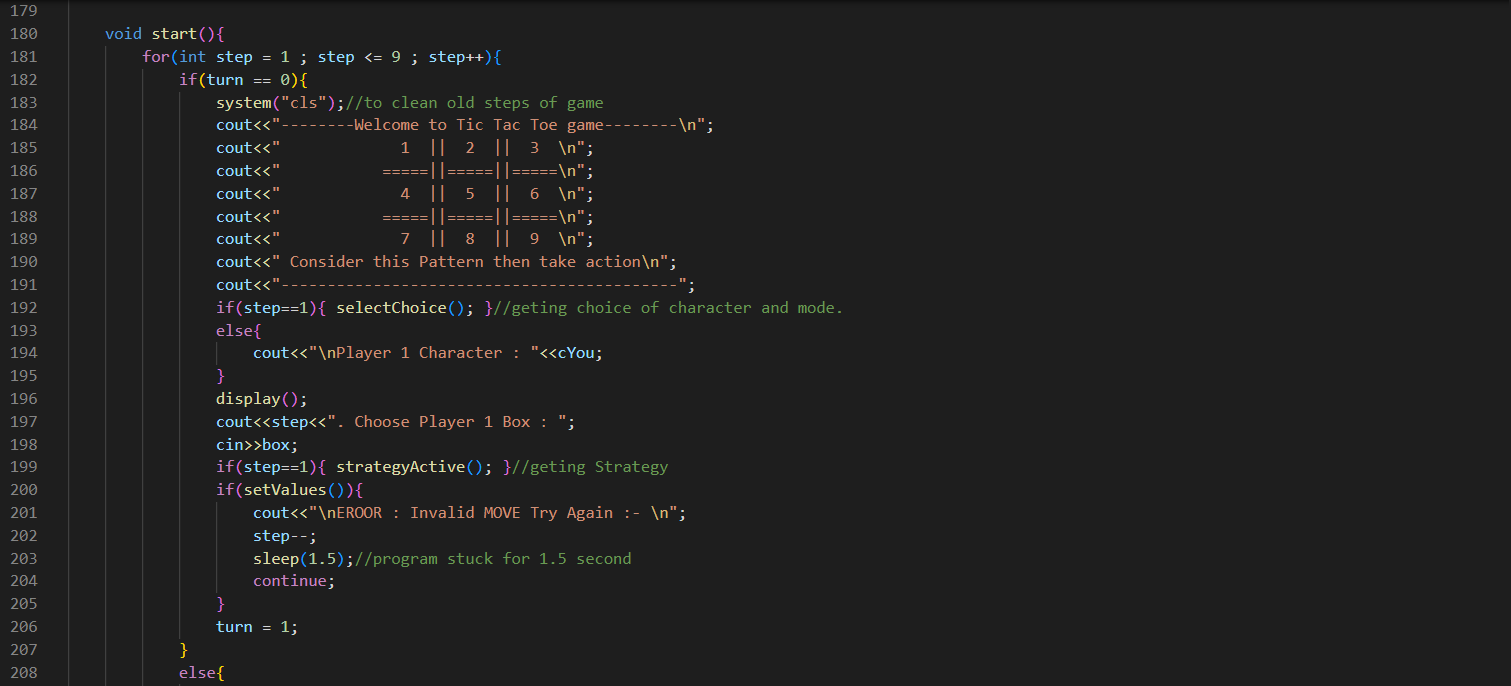 179
180 void start(){
181 for(int step = 1 ; step <= 9 ; step++){
182 if(turn == 0){
183 system("cls");//to clean old steps of game
184 cout<<"--------Welcome to Tic Tac Toe game--------\n";
185 cout<<"             1  ||  2  ||  3  \n";
186 cout<<"           =====||=====||=====\n";
187 cout<<"             4  ||  5  ||  6  \n";
188 cout<<"           =====||=====||=====\n";
189 cout<<"             7  ||  8  ||  9  \n";
190 cout<<" Consider this Pattern then take action\n";
191 cout<<"-------------------------------------------";
192 if(step==1){ selectChoice(); }//geting choice of character and mode.
193 else{
194 cout<<"\nPlayer 1 Character : "<<cYou;
195 }
196 display();
197 cout<<step<<". Choose Player 1 Box : ";
198 cin>>box;
199 if(step==1){ strategyActive(); }//geting Strategy
200 if(setValues()){
201 cout<<"\nEROOR : Invalid MOVE Try Again :- \n";
202 step--;
203 sleep(1.5);//program stuck for 1.5 second
204 continue;
205 }
206 turn = 1;
207 }
208 else{